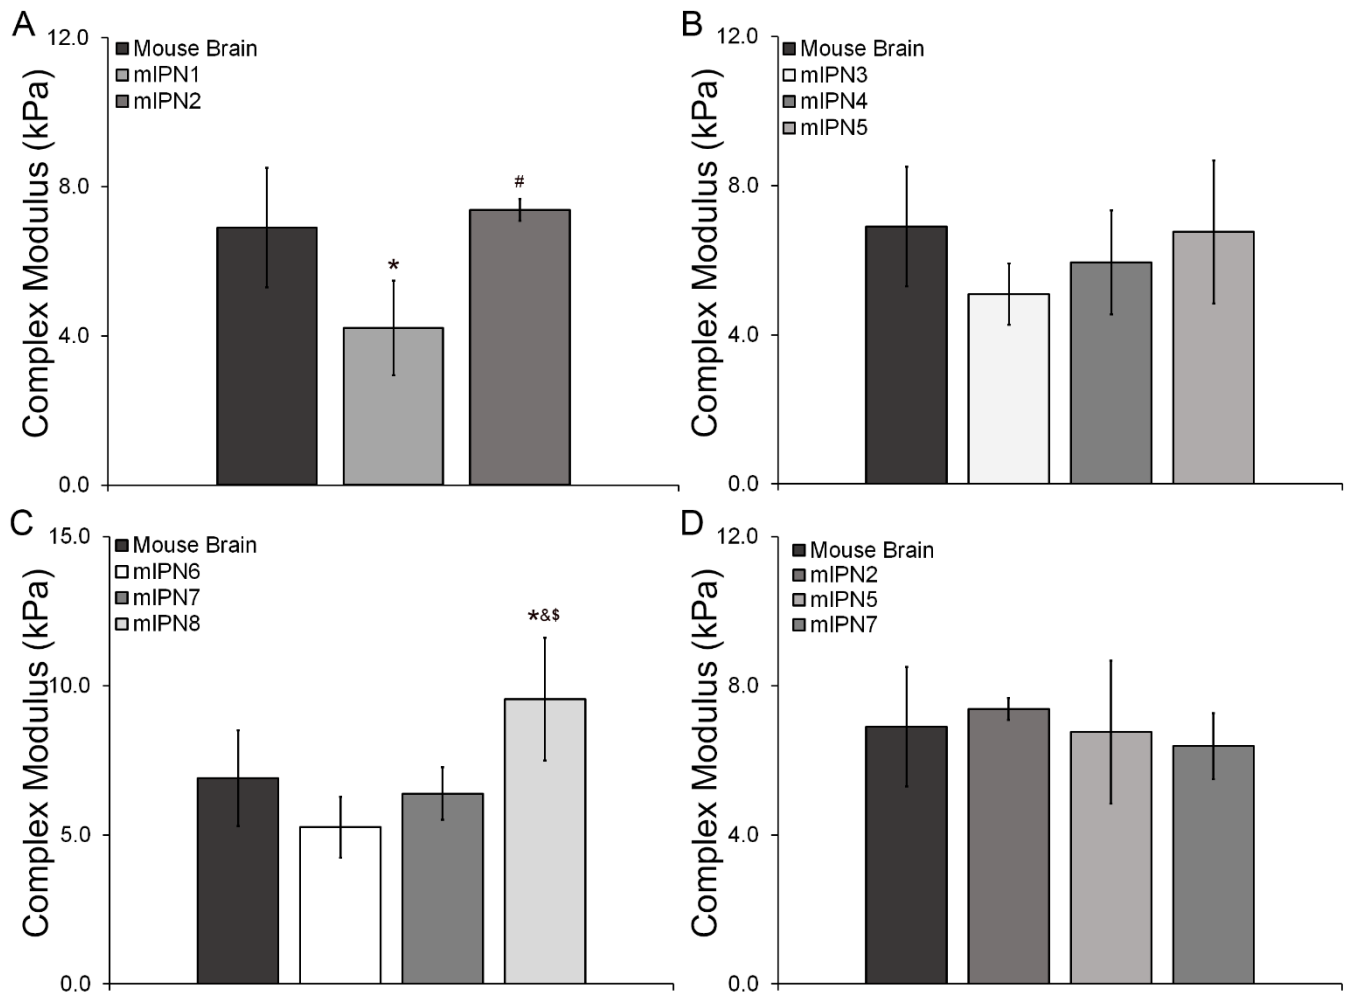 A
12.0
8.0
4.0
0.0
Complex Modulus (kPa)
Mouse Brain
mIPN1
mIPN2
*
#
B
12.0
8.0
4.0
0.0
Complex Modulus (kPa)
Mouse Brain
mIPN3
mIPN4
mIPN5
C
15.0
10.0
5.0
0.0
Complex Modulus (kPa)
Mouse Brain
mIPN6
mIPN7
mIPN8
*&$
D
12.0
8.0
4.0
0.0
Complex Modulus (kPa)
Mouse Brain
mIPN2
mIPN5
mIPN7